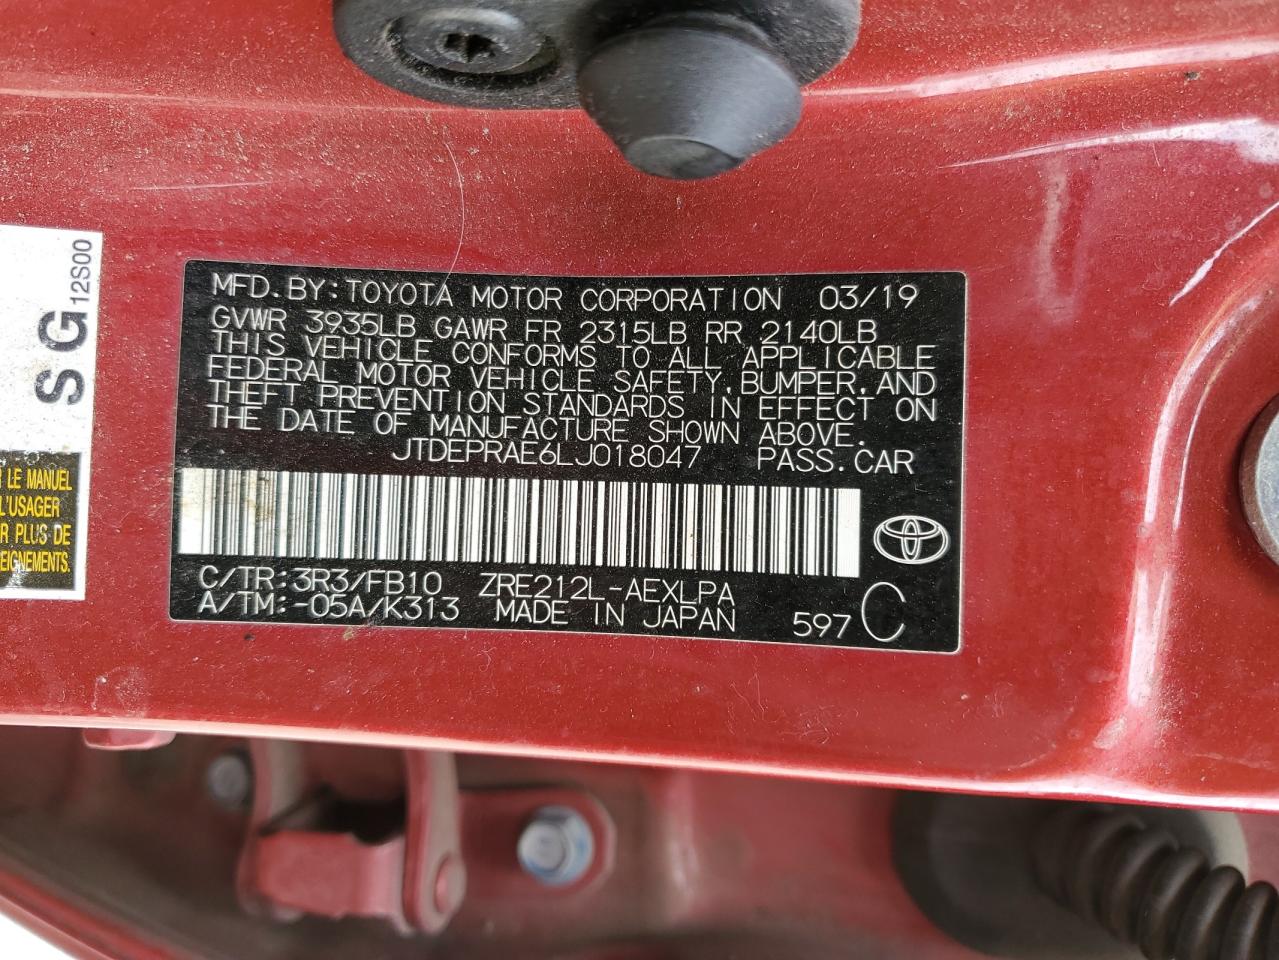 SG12S00
LE MANUEL
L'USAGER
PLUS DE
MFD.BY:TOYOTA MOTOR CORPORATION 03/19
GVWR 3935LB GAWR FR 2315LB RR 2140LB
THIS VEHICLE CONFORMS TO ALL APPLICABLE
FEDERAL MOTOR VEHICLE SAFETY,BUMPER,AND
THEFT PREVENTION STANDARDS IN EFFECT ON
THE DATE OF MANUFACTURE SHOWN ABOVE.
JTDEPRAE6LJ018047 PASS.CAR
C/TR:3R3/FB10 ZRE212L-AEXLPA
A/TM:-05A/K313 MADE IN JAPAN 597 C